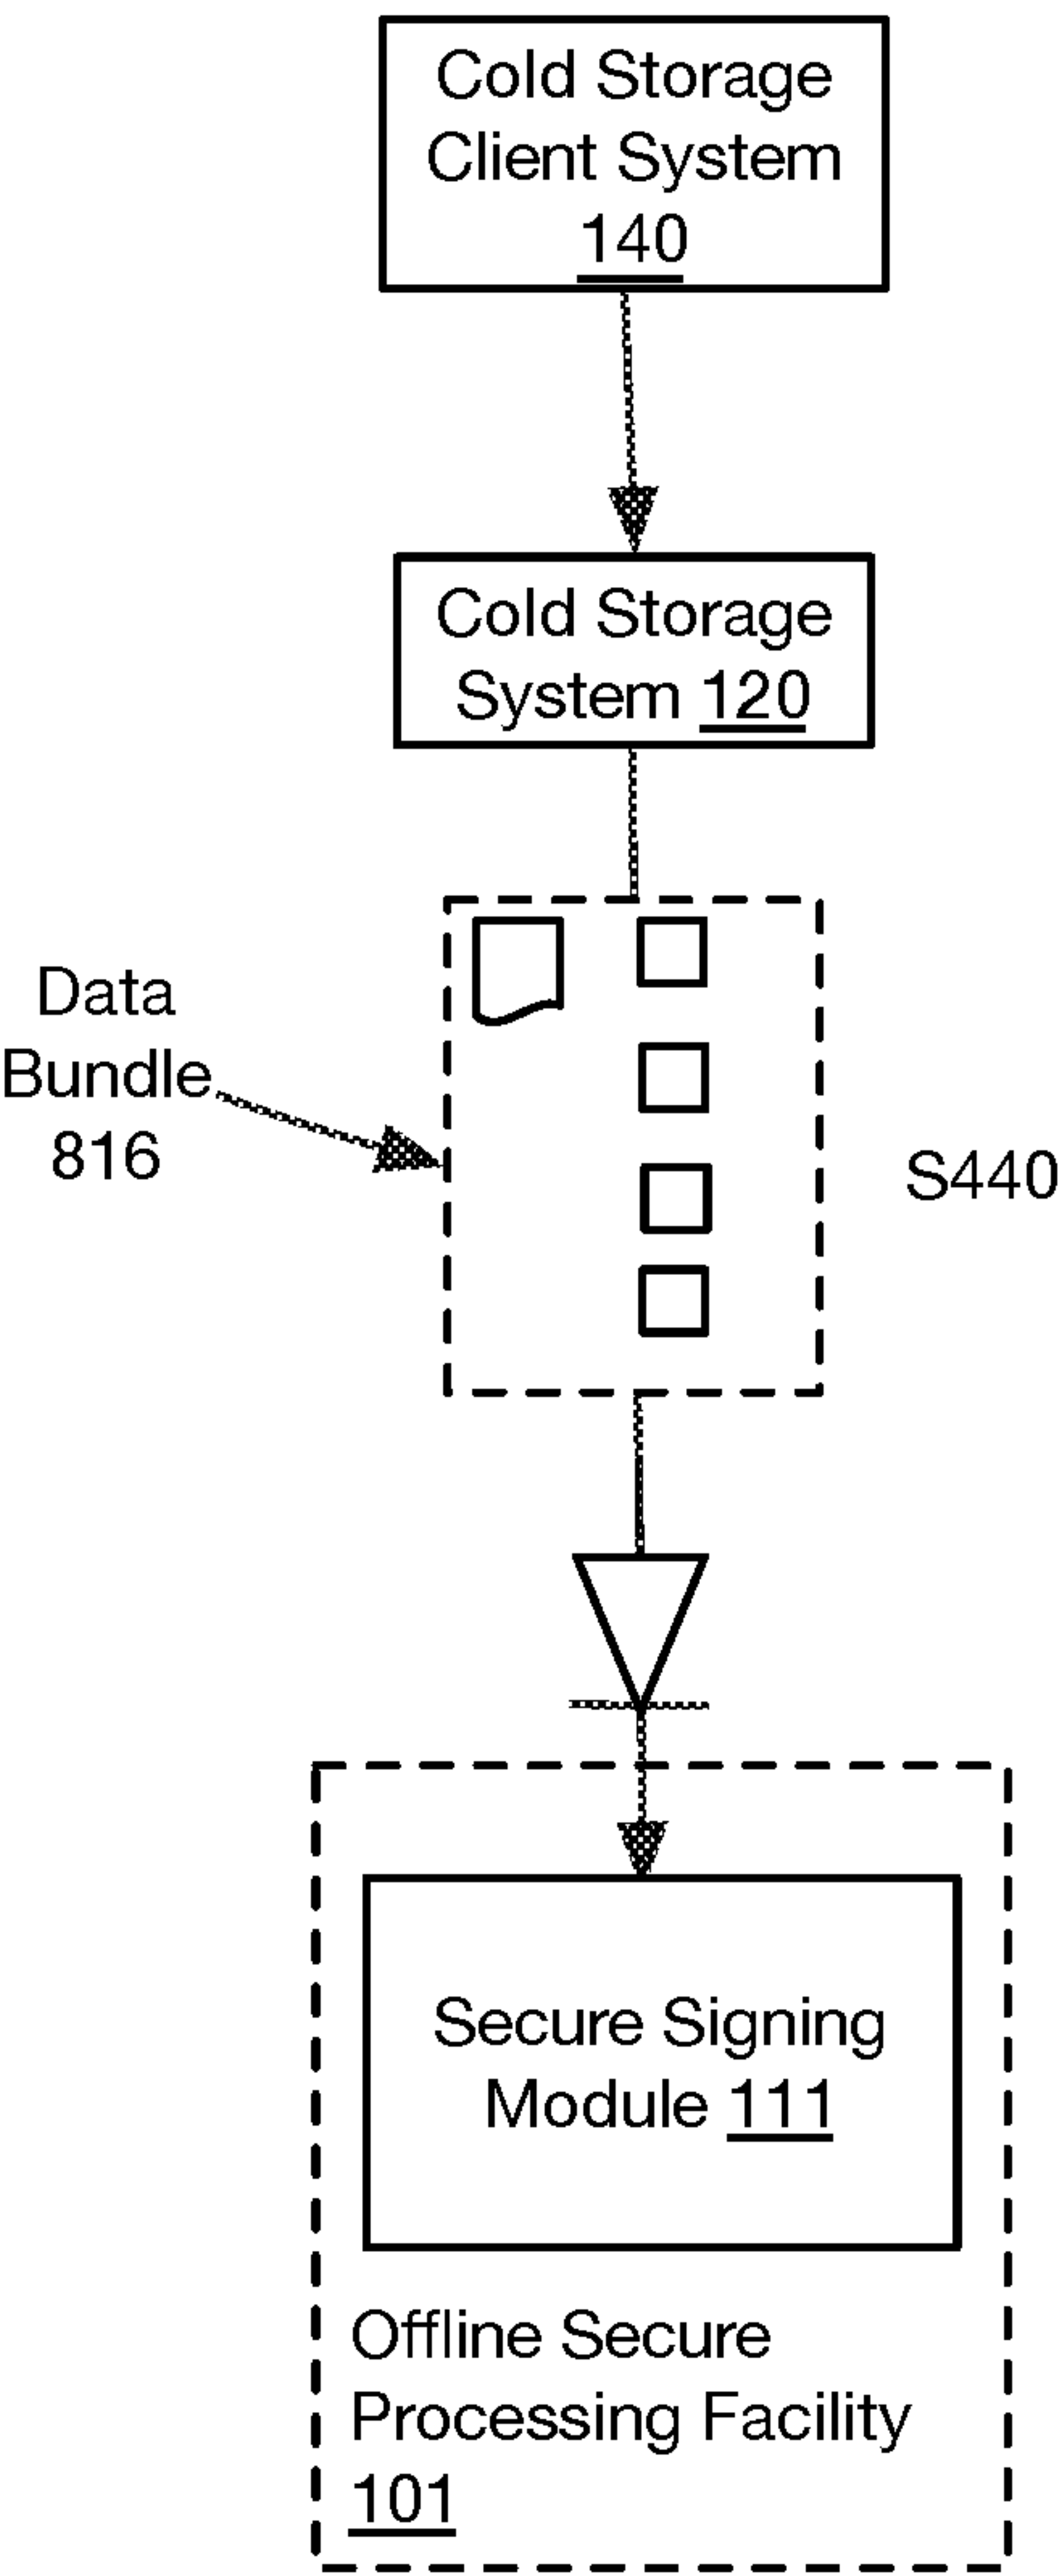 Cold Storage
Client System
140
Cold Storage
System 120
Data
Bundle
816
S440
Secure Signing
Module 111
Offline Secure
Processing Facility
101